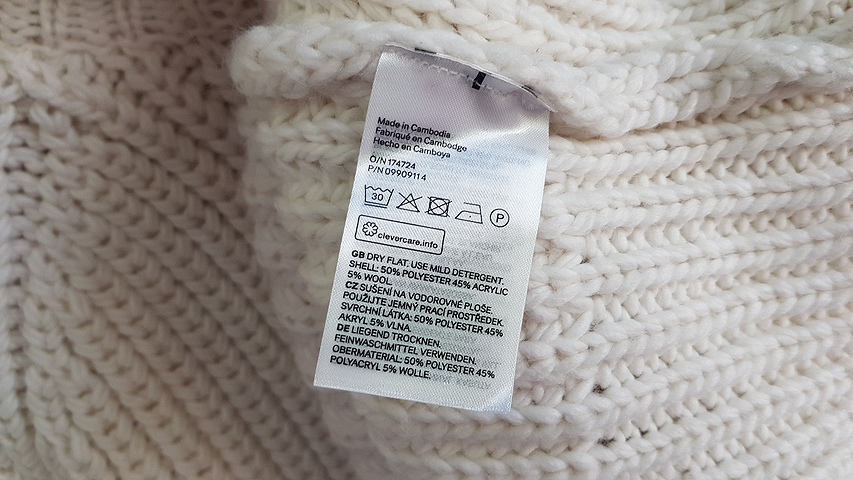 Made in Cambodia
Fabriqué en Cambodge
Hecho en Camboya
O/N 174724
P/N 09909114
30 P
clevercare.info
GB DRY FLAT. USE MILD DETERGENT.
SHELL: 50% POLYESTER 45% ACRYLIC
5% WOOL.
CZ SUŠENÍ NA VODOROVNÉ PLOŠE.
POUŽIJTE JEMNÝ PRACÍ PROSTŘEDEK.
SVRCHNÍ LÁTKA: 50% POLYESTER 45%
AKRYL 5% VLNA.
DE LIEGEND TROCKNEN.
FEINWASCHMITTEL VERWENDEN.
OBERMATERIAL: 50% POLYESTER 45%
POLYACRYL 5% WOLLE.